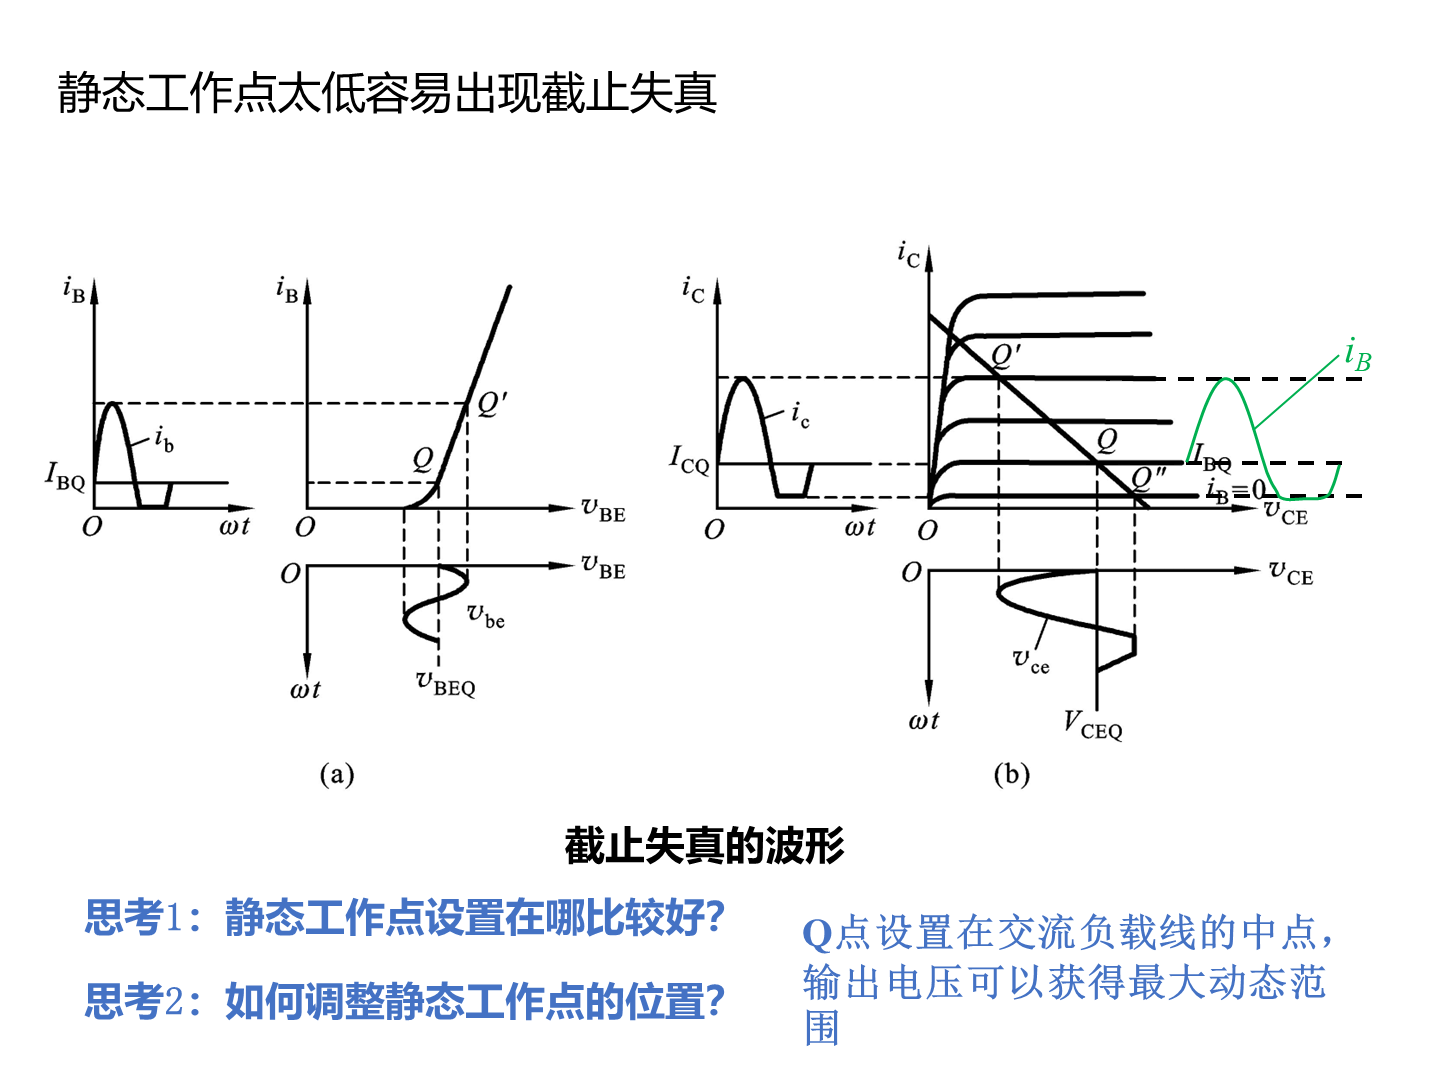 静态工作点太低容易出现截止失真
iB
ib
IBQ
O
ωt
iB
Q′
Q
O
vBE
O
vBE
vbe
ωt
vBEQ
(a)
iC
ic
ICQ
O
ωt
iC
Q′
Q
Q″
IBQ
iB=0
iB
O
vCE
O
vCE
vce
ωt
VCEQ
(b)
截止失真的波形
思考1：静态工作点设置在哪比较好？
思考2：如何调整静态工作点的位置？
Q点设置在交流负载线的中点，
输出电压可以获得最大动态范
围